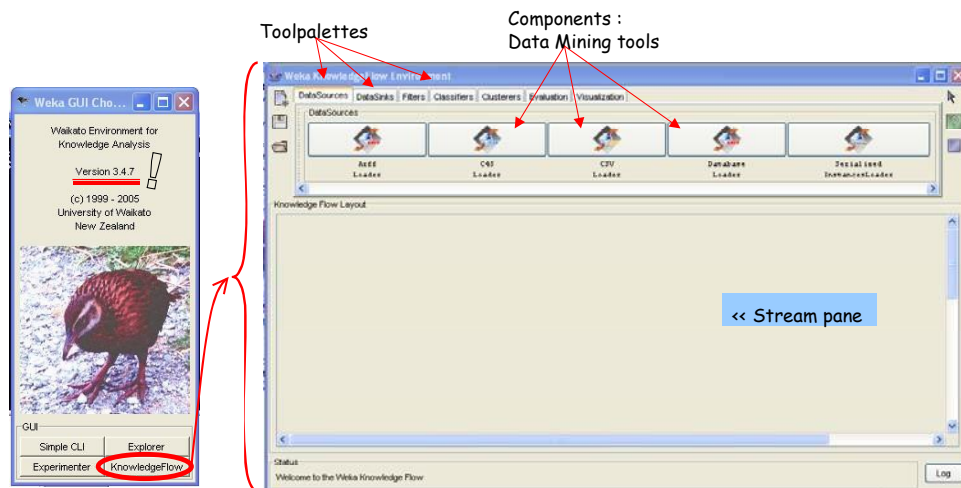 Toolpalettes
Components :
Data Mining tools
Weka GUI Cho...
Waikato Environment for
Knowledge Analysis
Version 3.4.7
(c) 1999 - 2005
University of Waikato
New Zealand
GUI
Simple CLI
Explorer
Experimenter
KnowledgeFlow
Weka KnowledgeFlow Environment
DataSources
DataSinks
Filters
Classifiers
Clusterers
Evaluation
Visualization
DataSources
Arff
Loader
C45
Loader
CSV
Loader
Database
Loader
Serialized
InstancesLoader
Knowledge Flow Layout
<< Stream pane
Status
Welcome to the Weka Knowledge Flow
Log